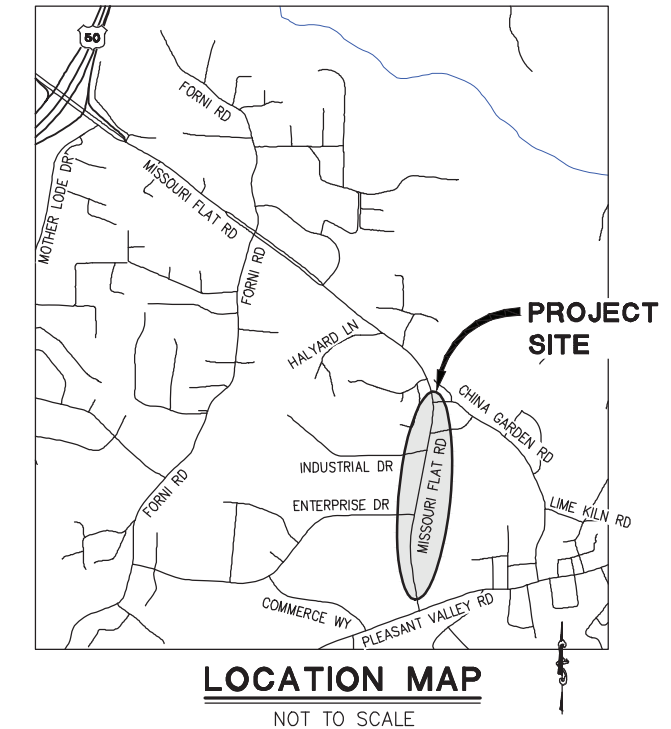 50
FORNI RD
MISSOURI FLAT RD
MOTHER LODE DR
FORNI RD
HALYARD LN
PROJECT
SITE
CHINA GARDEN RD
MISSOURI FLAT RD
INDUSTRIAL DR
FORNI RD
ENTERPRISE DR
LIME KILN RD
COMMERCE WY
PLEASANT VALLEY RD
LOCATION MAP
NOT TO SCALE